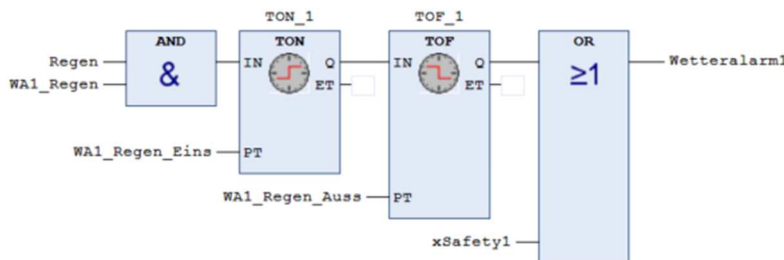 TON_1 TOF_1
AND TON TOF OR
Regen & IN Q IN Q ≥1 Wetteralarm1
WA1_Regen ET ET
WA1_Regen_Eins PT
WA1_Regen_Auss PT
xSafety1